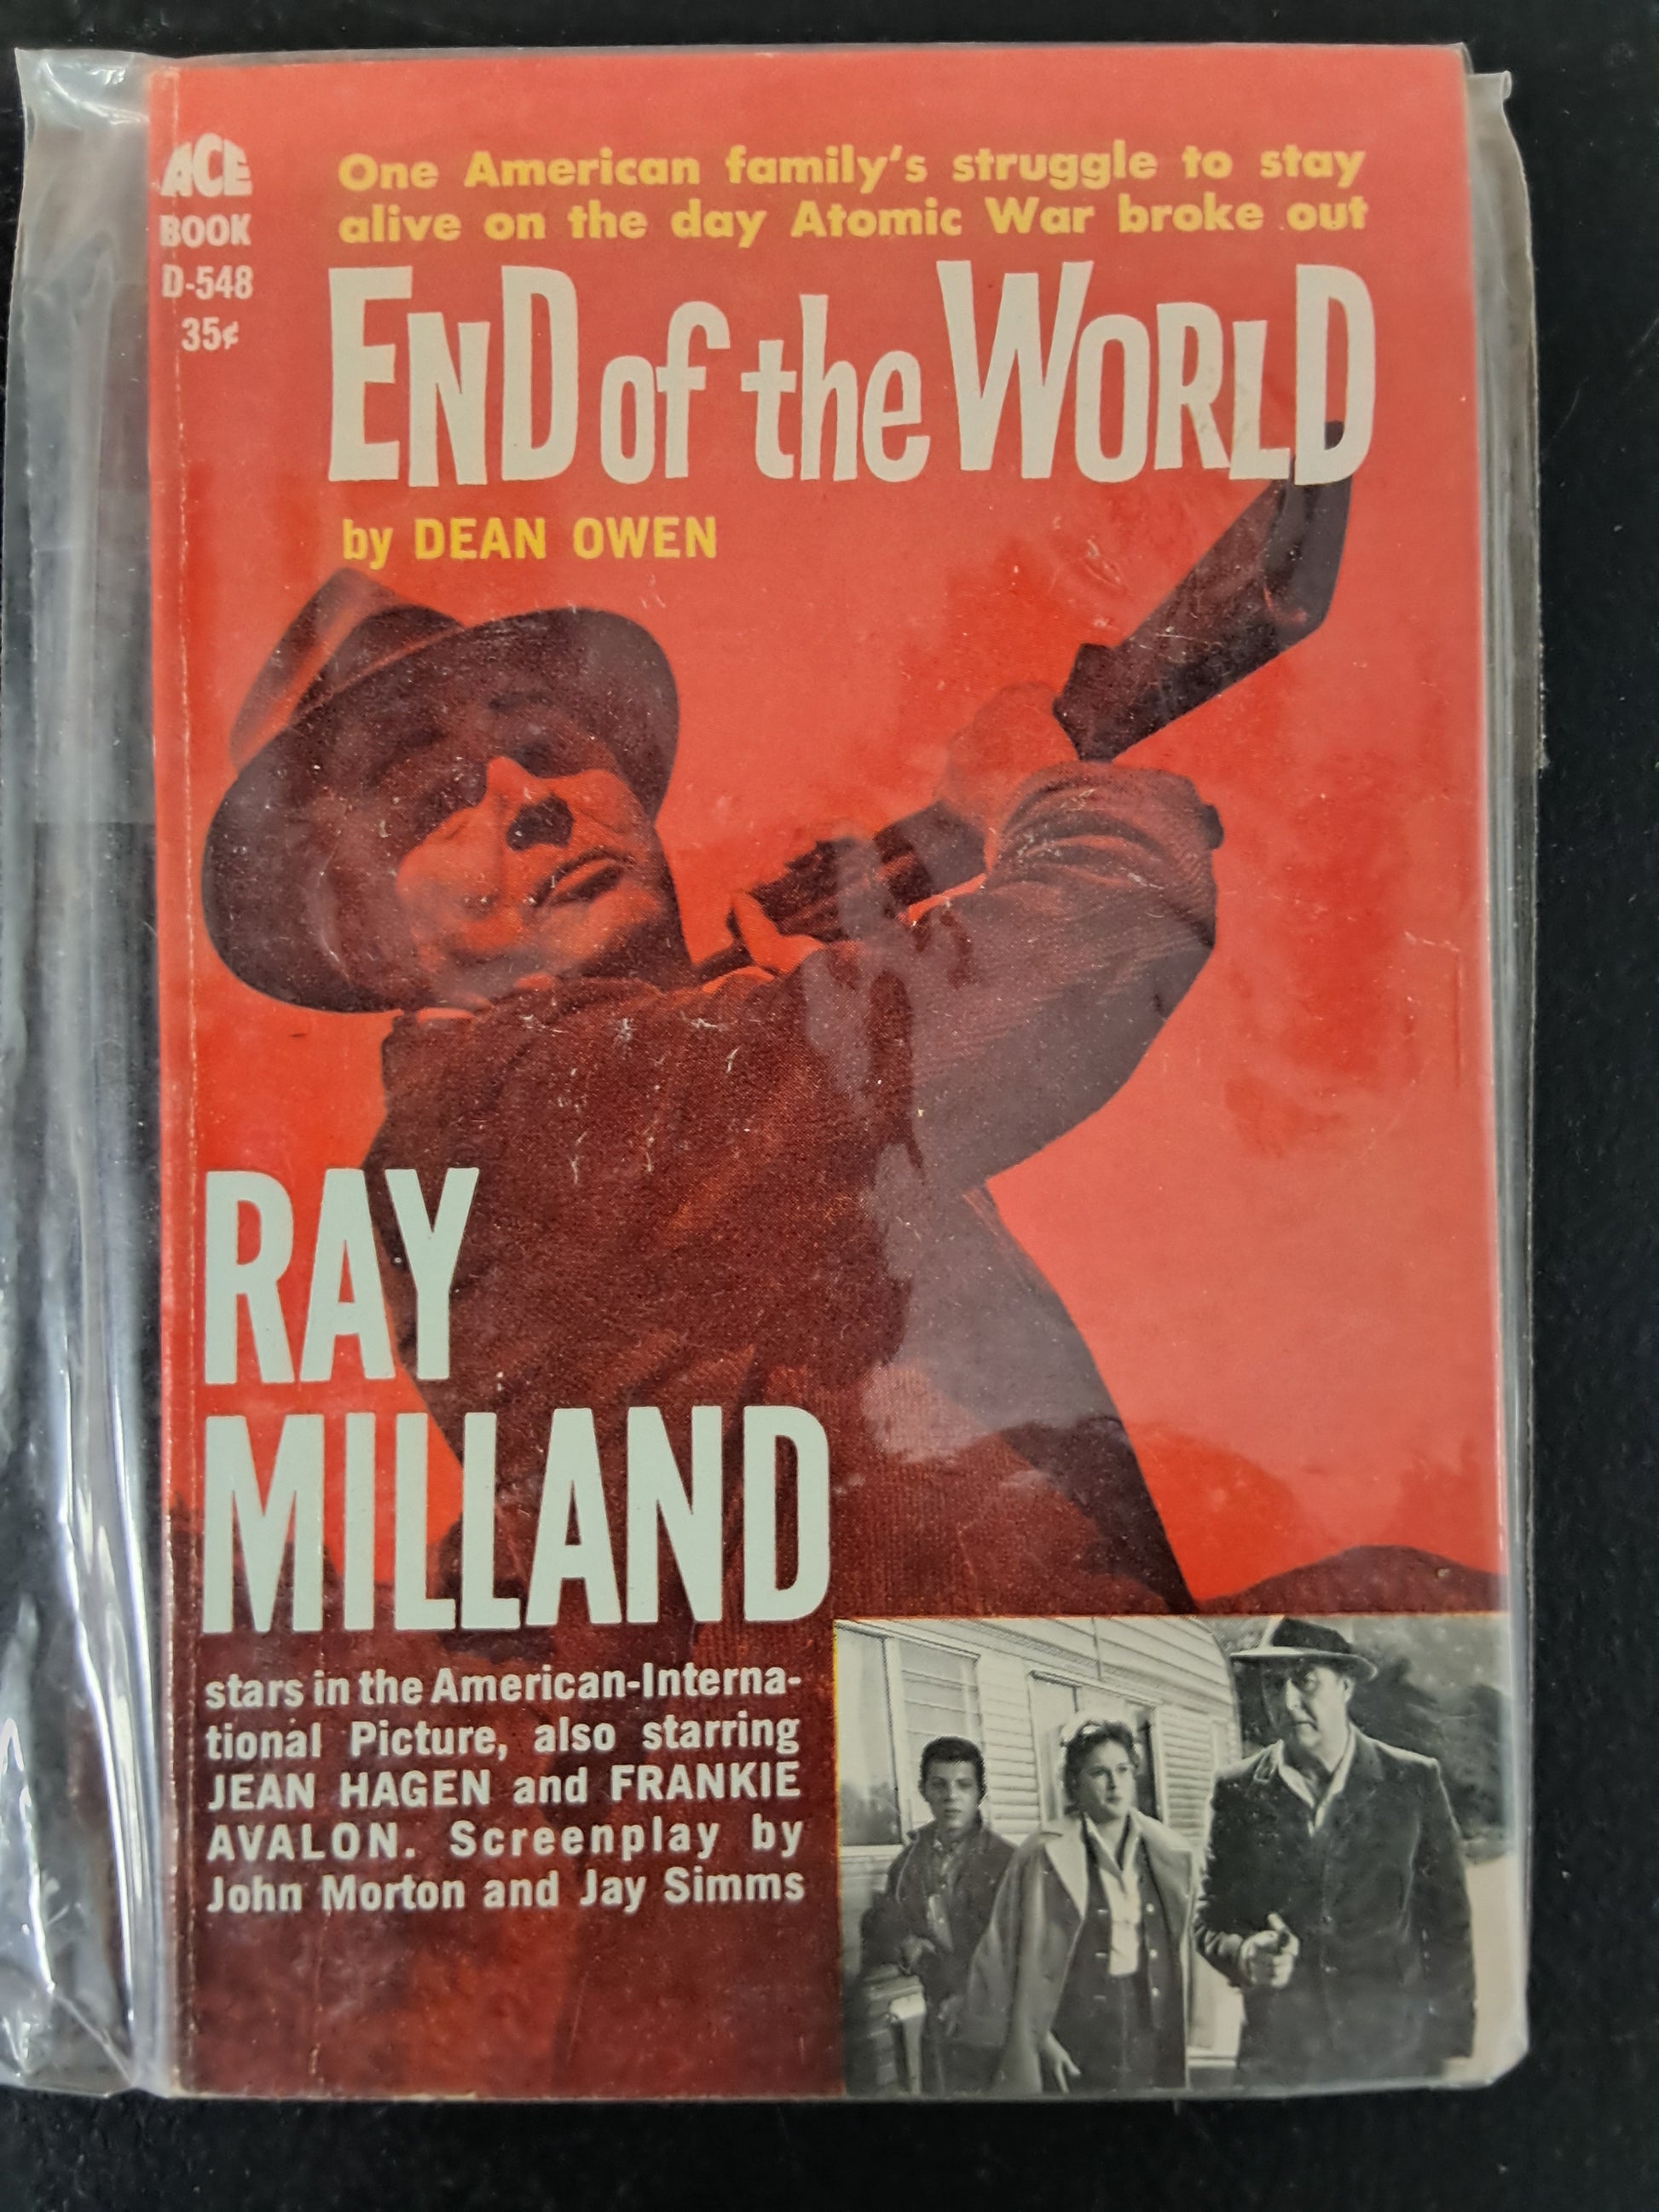 ACE
BOOK
D-548
35¢
One American family's struggle to stay
alive on the day Atomic War broke out
END of the WORLD
by DEAN OWEN
RAY
MILLAND
stars in the American-Interna-
tional Picture, also starring
JEAN HAGEN and FRANKIE
AVALON. Screenplay by
John Morton and Jay Simms